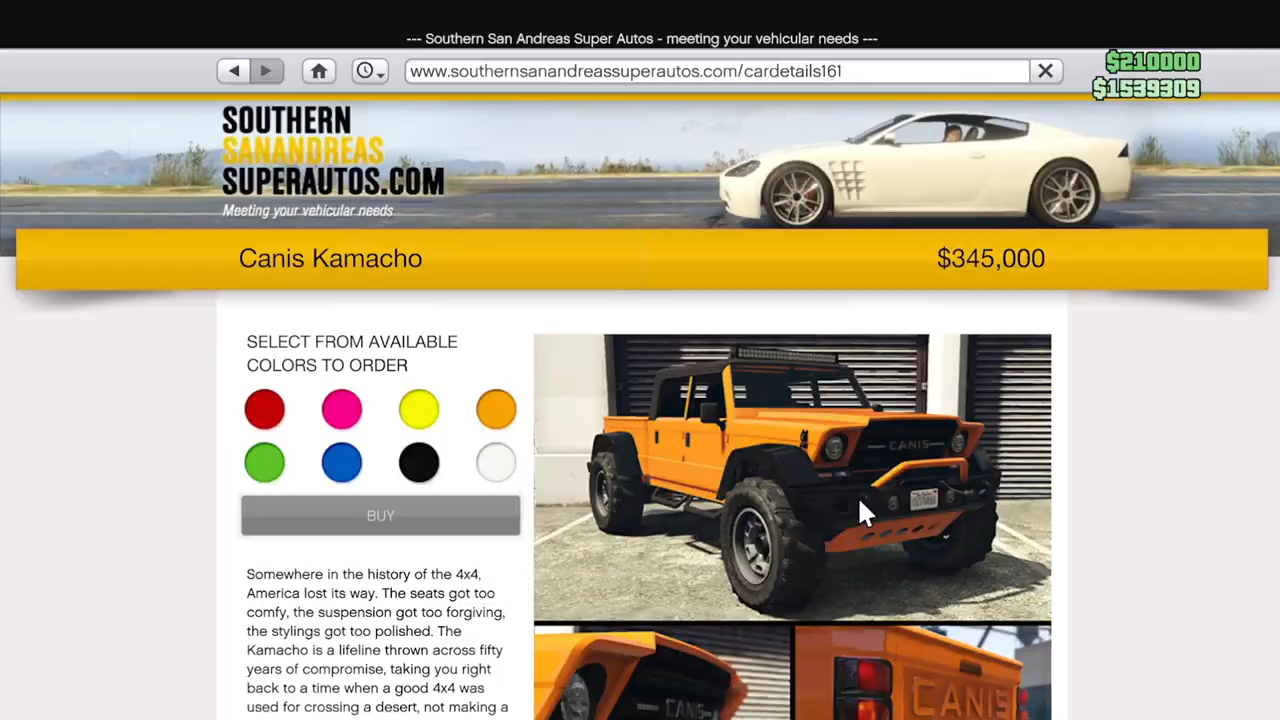 --- Southern San Andreas Super Autos - meeting your vehicular needs ---
www.southernsanandreassuperautos.com/cardetails161
$210000
$1539309
SOUTHERN
SANANDREAS
SUPERAUTOS.COM
Meeting your vehicular needs
Canis Kamacho
$345,000
SELECT FROM AVAILABLE
COLORS TO ORDER
BUY
CANIS
Somewhere in the history of the 4x4,
America lost its way. The seats got too
comfy, the suspension got too forgiving,
the stylings got too polished. The
Kamacho is a lifeline thrown across fifty
years of compromise, taking you right
back to a time when a good 4x4 was
used for crossing a desert, not making a
CANIS
CANIS